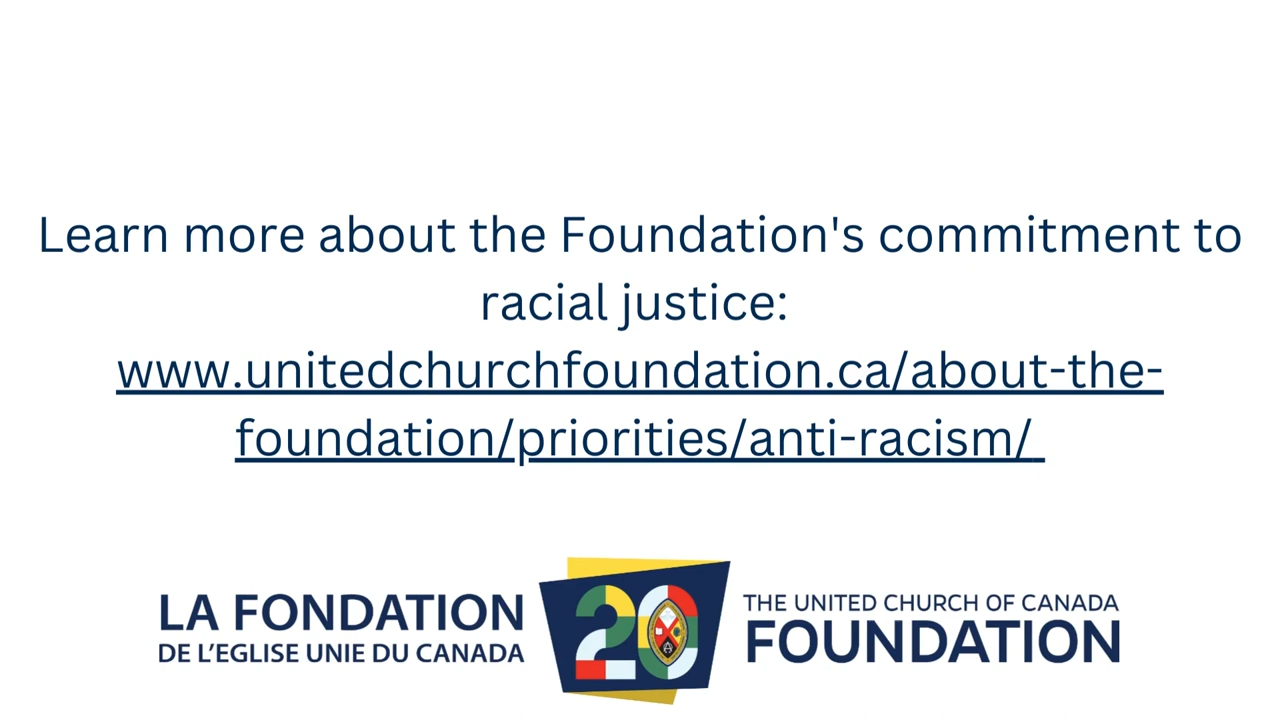 Learn more about the Foundation's commitment to
racial justice:
www.unitedchurchfoundation.ca/about-the-
foundation/priorities/anti-racism/
LA FONDATION
DE L'EGLISE UNIE DU CANADA
20
THE UNITED CHURCH OF CANADA
FOUNDATION